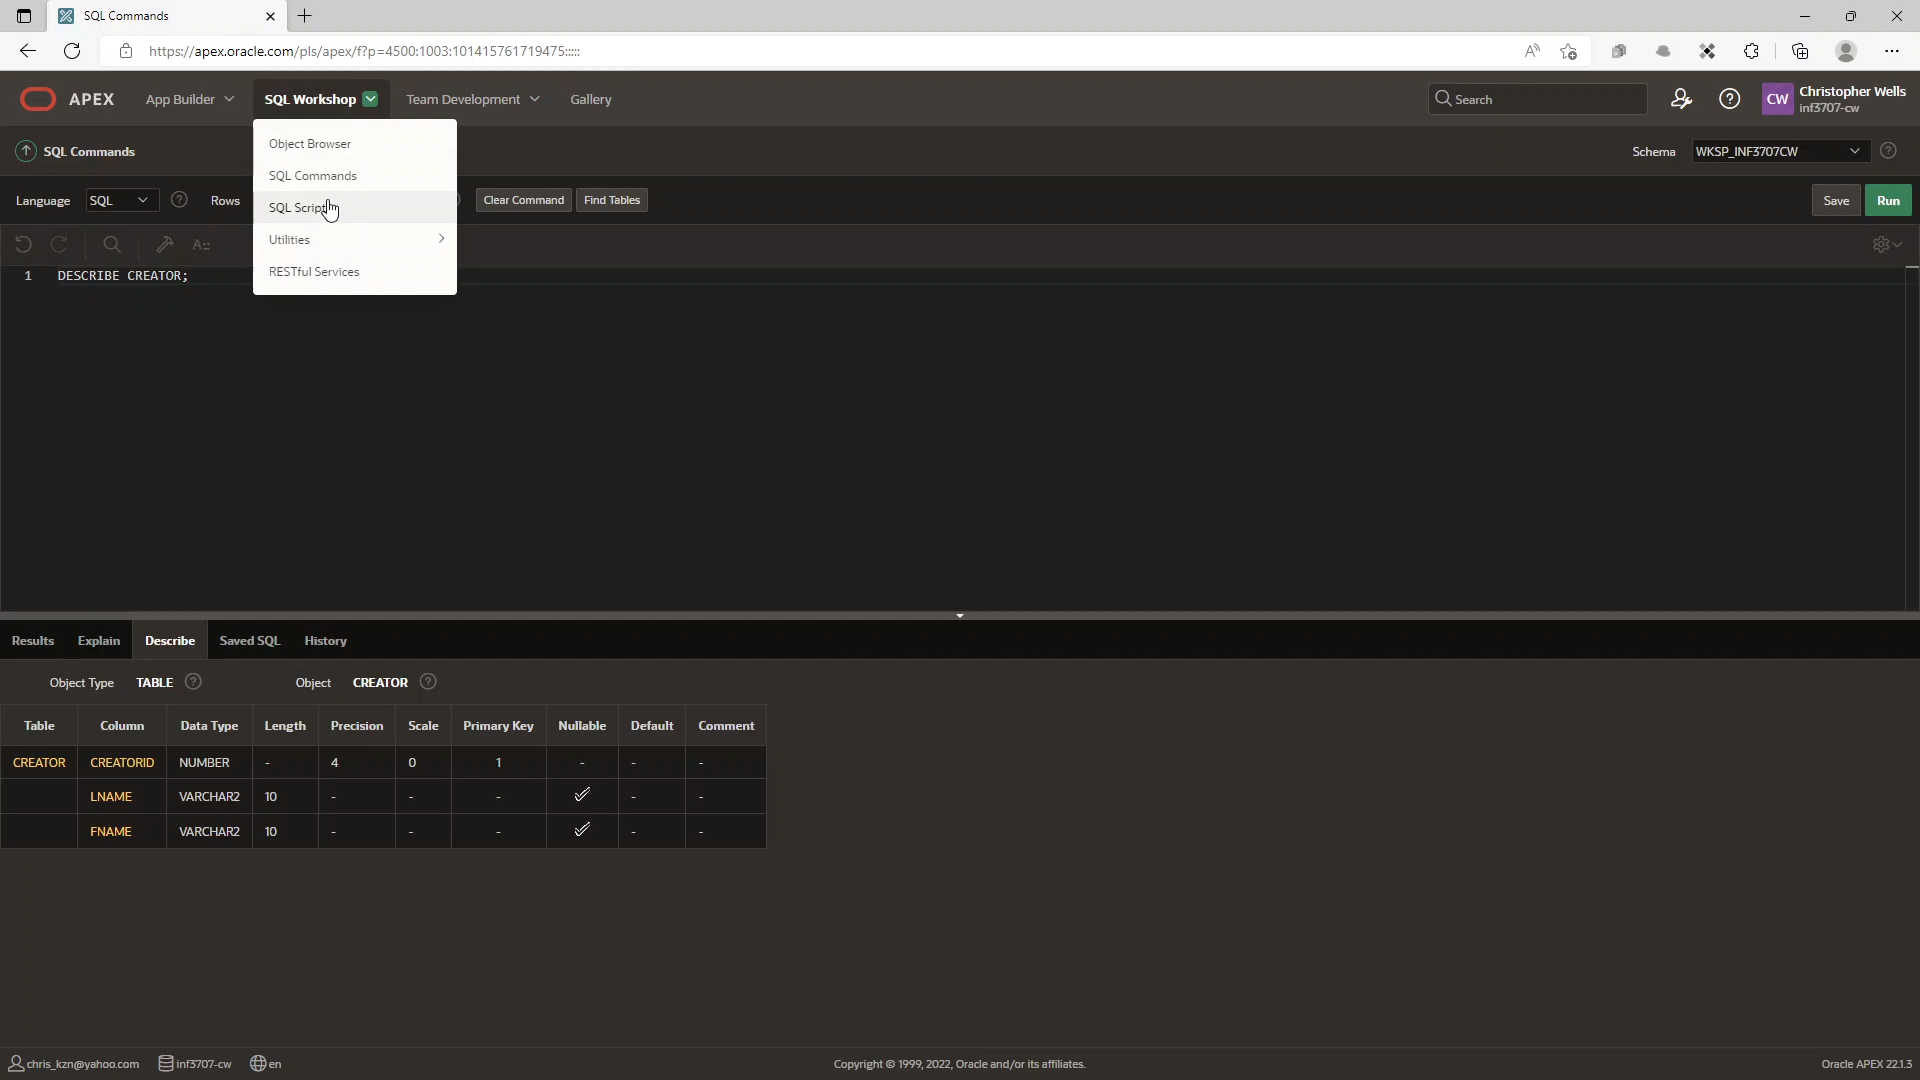 SQL Commands
https://apex.oracle.com/pls/apex/f?p=4500:1003:101415761719475:::::
APEX App Builder SQL Workshop Team Development Gallery Search CW Christopher Wells
inf3707-cw
Object Browser
SQL Commands Schema WKSP_INF3707CW
SQL Commands
Language SQL Rows Clear Command Find Tables Save Run
SQL Script
Utilities
RESTful Services
1 DESCRIBE CREATOR;
Results Explain Describe Saved SQL History
Object Type TABLE Object CREATOR
Table Column Data Type Length Precision Scale Primary Key Nullable Default Comment
CREATOR CREATORID NUMBER - 4 0 1 - - -
LNAME VARCHAR2 10 - - - - -
FNAME VARCHAR2 10 - - - - -
chris_kzn@yahoo.com inf3707-cw en Copyright © 1999, 2022, Oracle and/or its affiliates. Oracle APEX 22.1.3